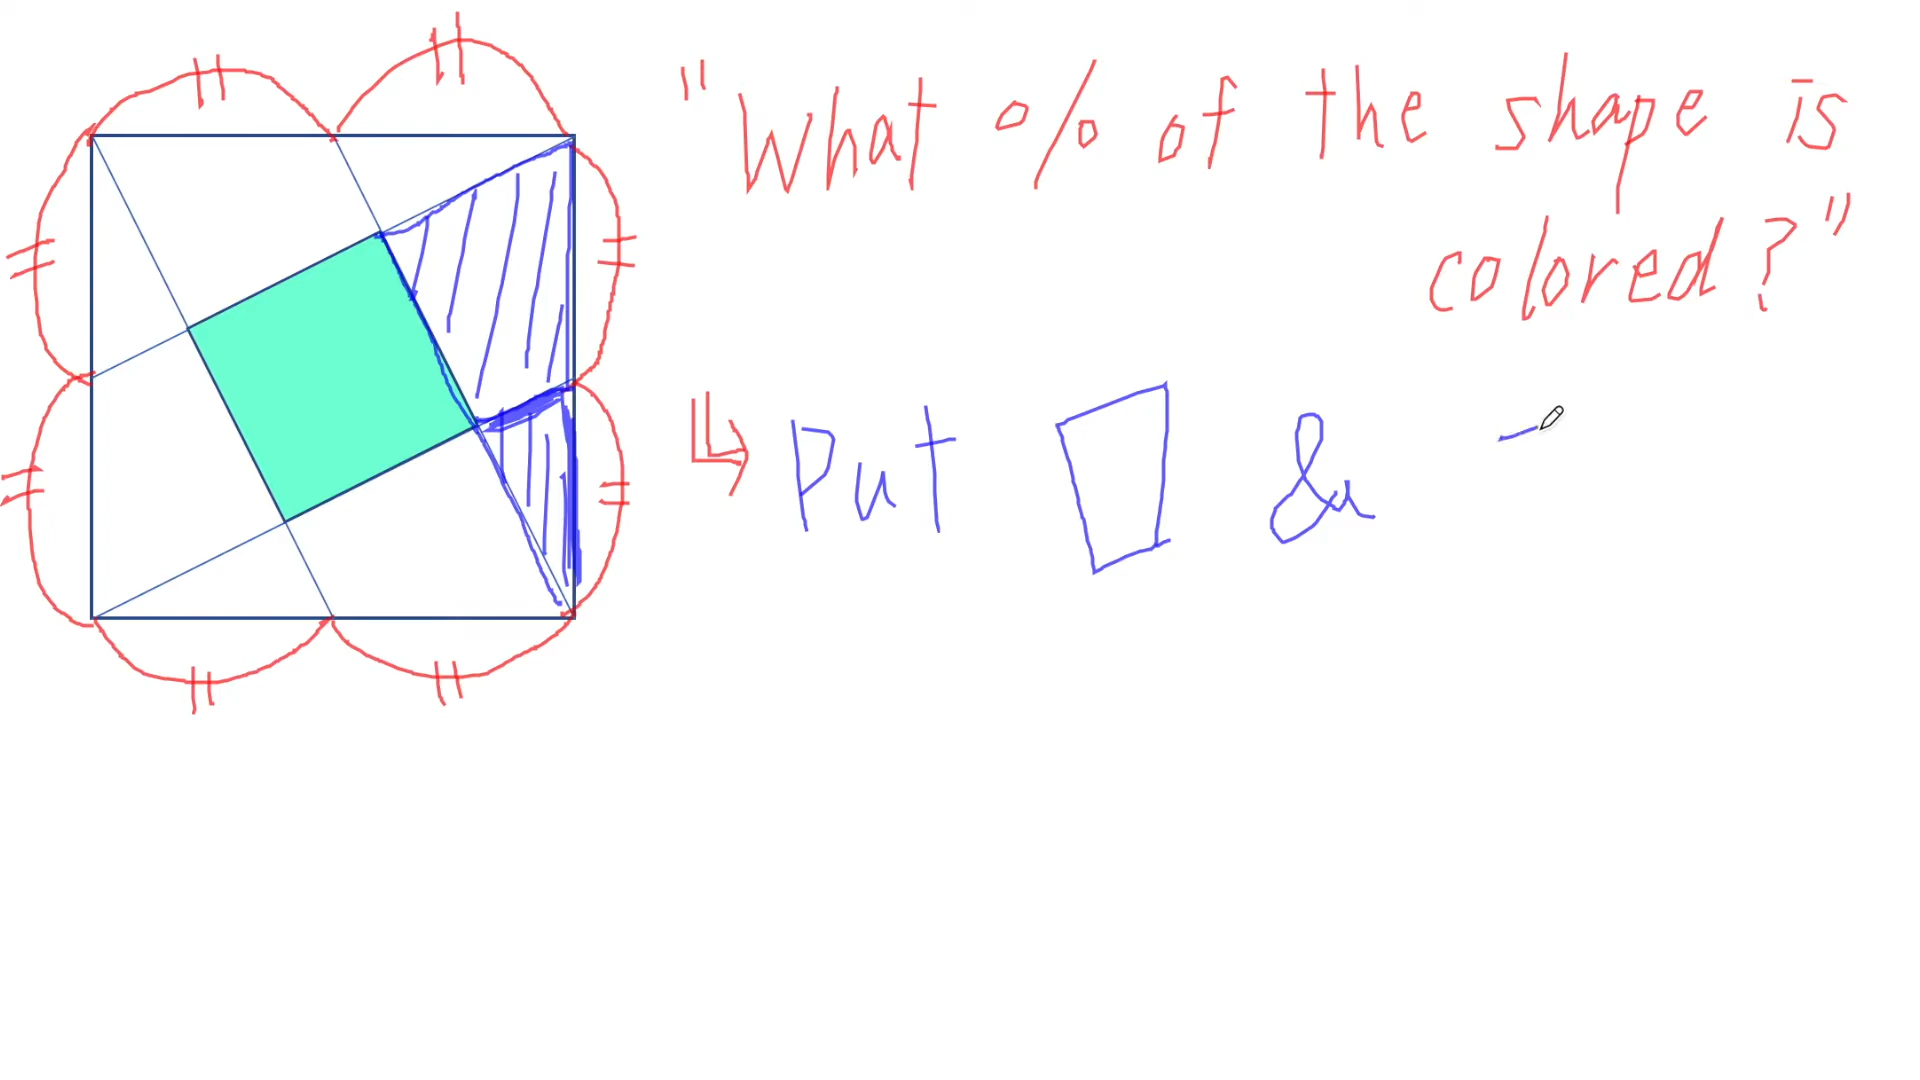 "What % of the shape is
colored?"
Put &